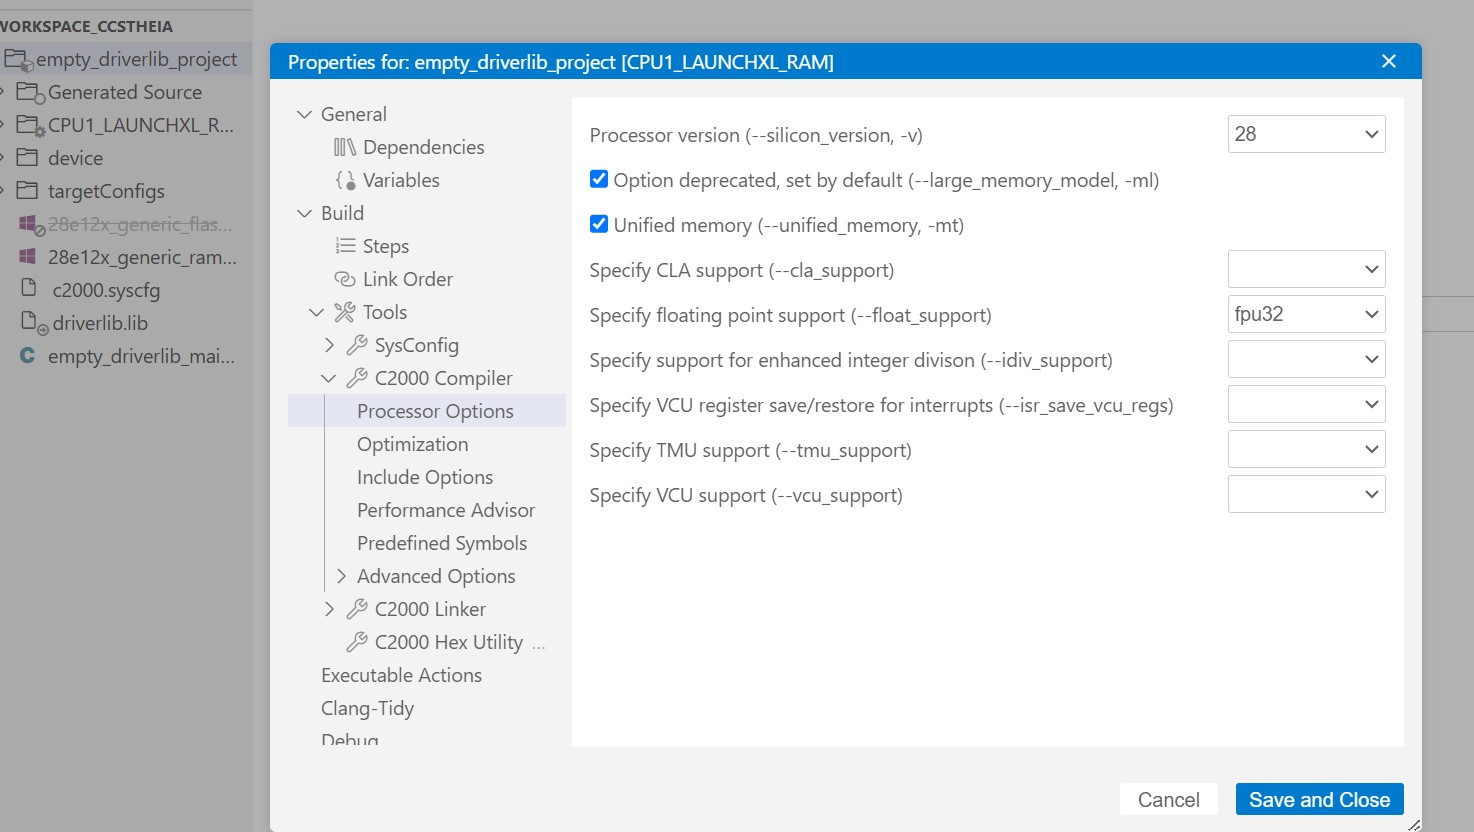 WORKSPACE_CCSTHEIA
empty_driverlib_project
Generated Source
CPU1_LAUNCHXL_R...
device
targetConfigs
28e12x_generic_flas...
28e12x_generic_ram...
c2000.syscfg
driverlib.lib
empty_driverlib_mai...
Properties for: empty_driverlib_project [CPU1_LAUNCHXL_RAM]
General
Dependencies
Variables
Build
Steps
Link Order
Tools
SysConfig
C2000 Compiler
Processor Options
Optimization
Include Options
Performance Advisor
Predefined Symbols
Advanced Options
C2000 Linker
C2000 Hex Utility ...
Executable Actions
Clang-Tidy
Debug
Processor version (--silicon_version, -v) 28
Option deprecated, set by default (--large_memory_model, -ml)
Unified memory (--unified_memory, -mt)
Specify CLA support (--cla_support)
Specify floating point support (--float_support) fpu32
Specify support for enhanced integer divison (--idiv_support)
Specify VCU register save/restore for interrupts (--isr_save_vcu_regs)
Specify TMU support (--tmu_support)
Specify VCU support (--vcu_support)
Cancel Save and Close